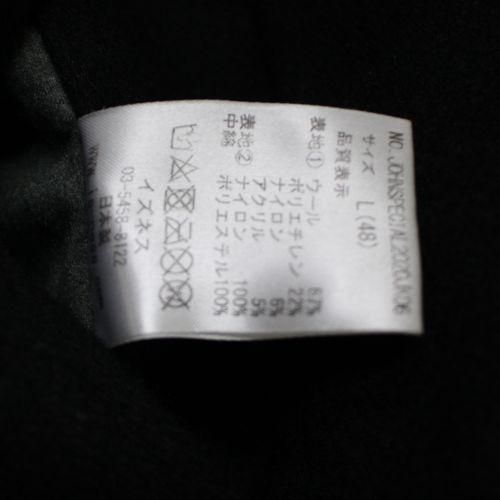 サイズ L (48)
品質表示
表地① ウール 67%
ポリエチレン 22%
ナイロン 6%
アクリル 5%
表地② ナイロン 100%
中綿 ポリエステル 100%
イズネス
03-5458-8122
日本製